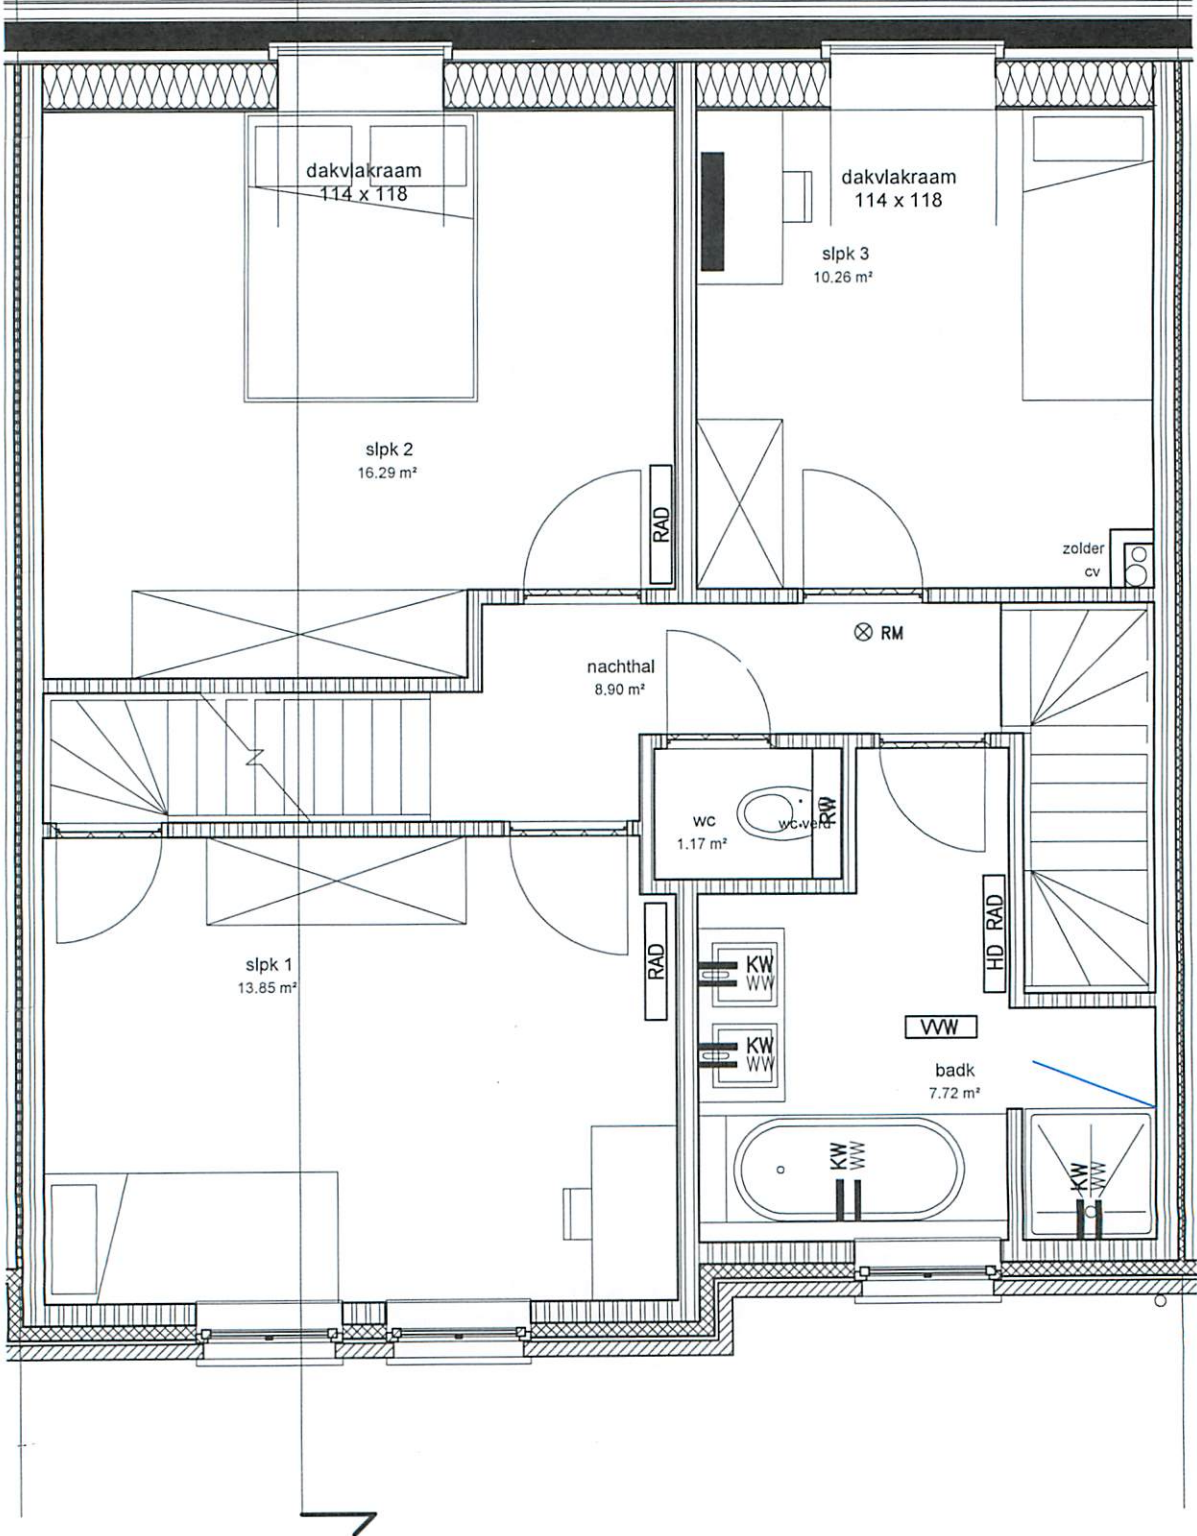 dakvlakraam
114 x 118
dakvlakraam
114 x 118
slpk 3
10.26 m²
slpk 2
16.29 m²
RAD
zolder
cv
RM
nachthal
8.90 m²
wc
1.17 m²
wc verd
RW
RAD
HD RAD
slpk 1
13.85 m²
KW
WW
KW
WW
VVW
badk
7.72 m²
KW
WW
KW
WW